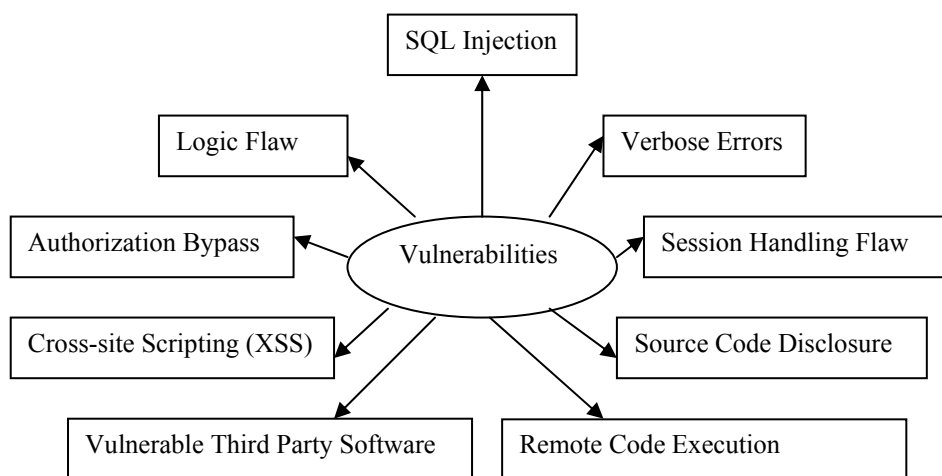 SQL Injection
Logic Flaw
Verbose Errors
Authorization Bypass
Vulnerabilities
Session Handling Flaw
Cross-site Scripting (XSS)
Source Code Disclosure
Vulnerable Third Party Software
Remote Code Execution